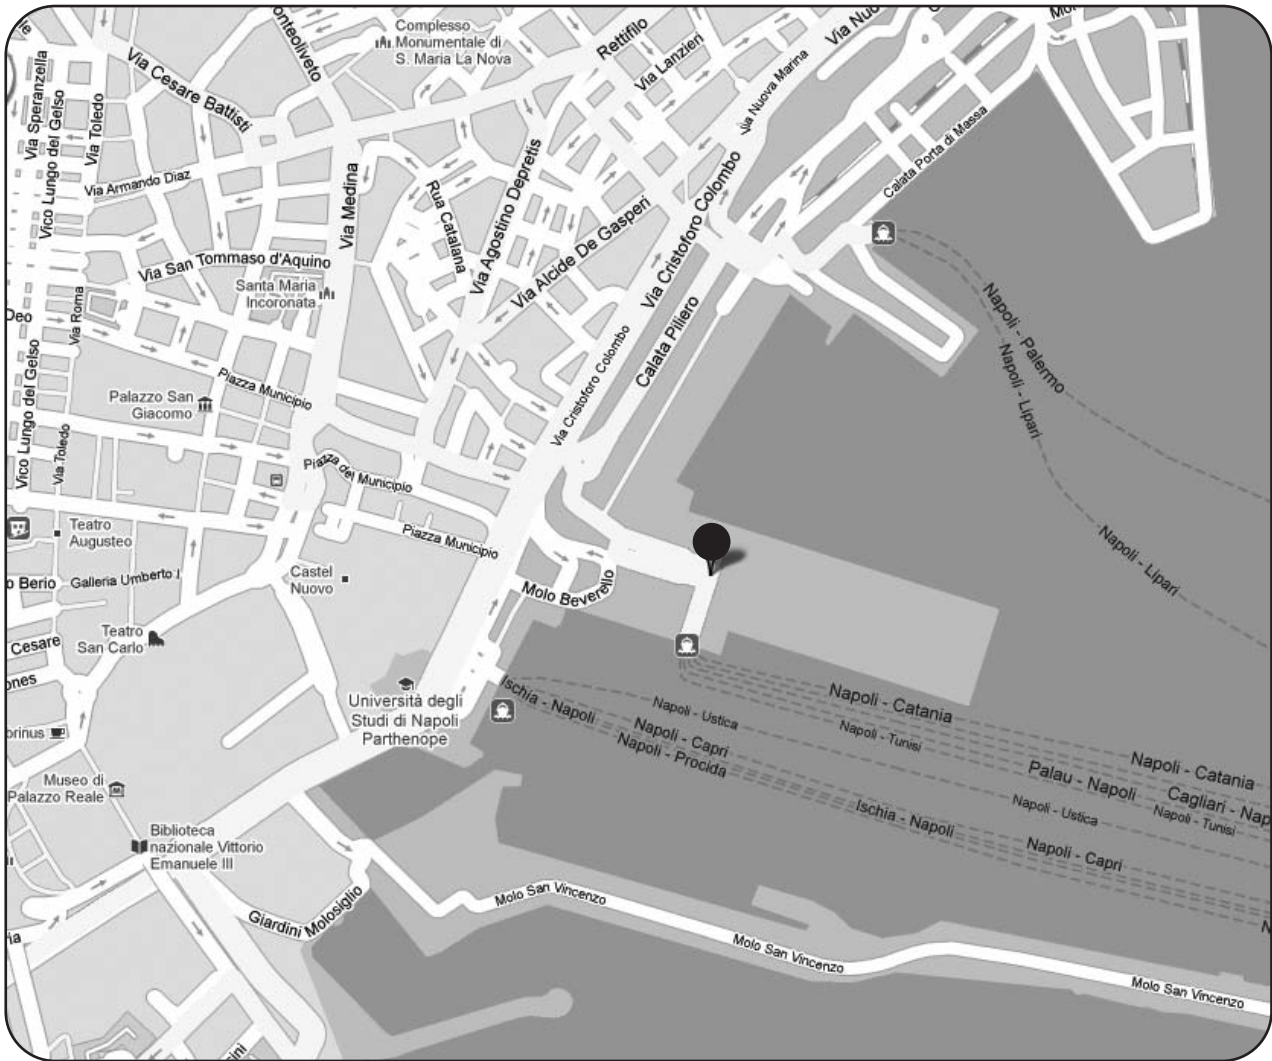 Complesso
Monumentale di
S. Maria La Nova
Rettifilo
Via Lanzieri
Via Nuova Marina
Via Cesare Battisti
Via Speranzella
Vico Lungo del Gelso
Via Toledo
Via Armando Diaz
Via Medina
Rua Catalana
Via Agostino Depretis
Via Alcide De Gasperi
Via Cristoforo Colombo
Calata Porta di Massa
Via San Tommaso d'Aquino
Santa Maria
Incoronata
Deo
Via Roma
Calata Piliero
Via Cristoforo Colombo
Napoli - Palermo
Napoli - Lipari
Vico Lungo del Gelso
Palazzo San
Giacomo
Piazza Municipio
Via Toledo
Piazza del Municipio
Piazza Municipio
Teatro
Augusteo
o Berio
Galleria Umberto I
Castel
Nuovo
Molo Beverello
Napoli - Lipari
Cesare
Teatro
San Carlo
ones
Università degli
Studi di Napoli
Parthenope
Ischia - Napoli
Napoli - Ustica
Napoli - Catania
Napoli - Capri
Napoli - Tunisi
Napoli - Procida
orinus
Napoli - Catania
Palau - Napoli
Cagliari - Nap
Napoli - Ustica
Napoli - Tunisi
Ischia - Napoli
Napoli - Capri
Museo di
Palazzo Reale
Biblioteca
nazionale Vittorio
Emanuele III
Giardini Molosiglio
Molo San Vincenzo
Molo San Vincenzo
Molo San Vincenzo